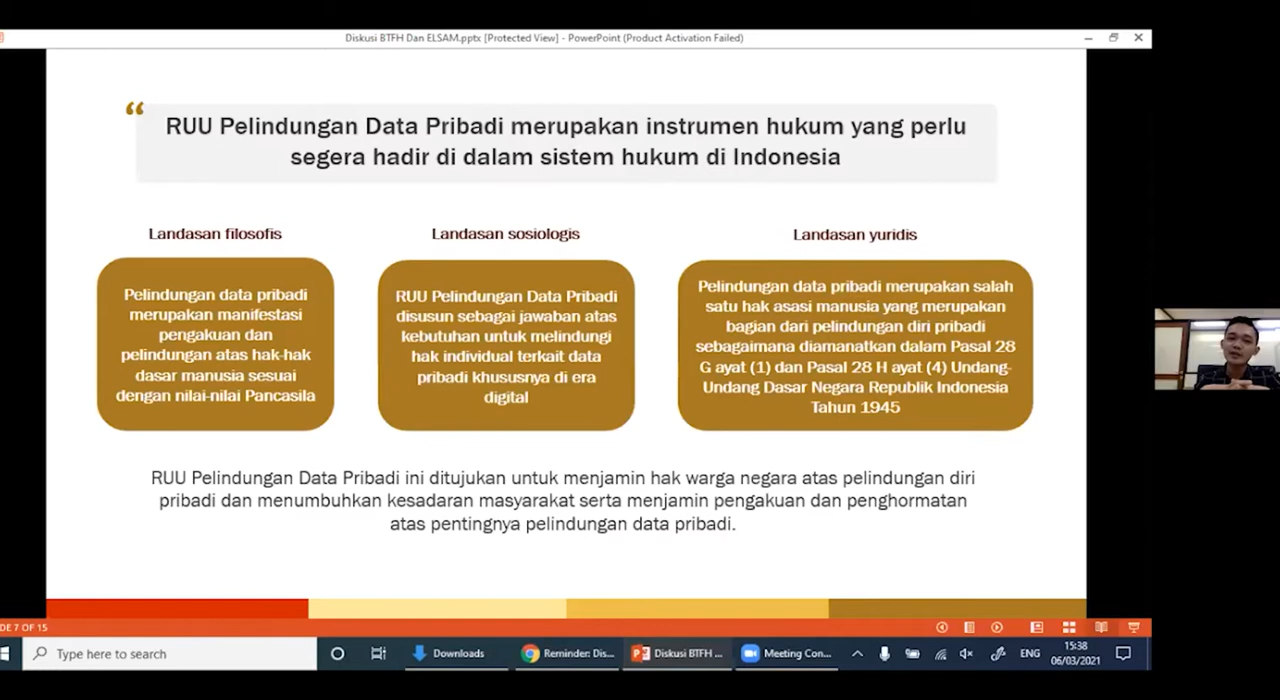 Diskusi BTFH Dan ELSAM.pptx [Protected View] - PowerPoint (Product Activation Failed)
“
RUU Pelindungan Data Pribadi merupakan instrumen hukum yang perlu
segera hadir di dalam sistem hukum di Indonesia
Landasan filosofis
Pelindungan data pribadi
merupakan manifestasi
pengakuan dan
pelindungan atas hak-hak
dasar manusia sesuai
dengan nilai-nilai Pancasila
Landasan sosiologis
RUU Pelindungan Data Pribadi
disusun sebagai jawaban atas
kebutuhan untuk melindungi
hak individual terkait data
pribadi khususnya di era
digital
Landasan yuridis
Pelindungan data pribadi merupakan salah
satu hak asasi manusia yang merupakan
bagian dari pelindungan diri pribadi
sebagaimana diamanatkan dalam Pasal 28
G ayat (1) dan Pasal 28 H ayat (4) Undang-
Undang Dasar Negara Republik Indonesia
Tahun 1945
RUU Pelindungan Data Pribadi ini ditujukan untuk menjamin hak warga negara atas pelindungan diri
pribadi dan menumbuhkan kesadaran masyarakat serta menjamin pengakuan dan penghormatan
atas pentingnya pelindungan data pribadi.
DE 7 OF 15
Type here to search
Downloads
Reminder: Dis...
Diskusi BTFH ...
Meeting Con...
ENG
15:38
06/03/2021